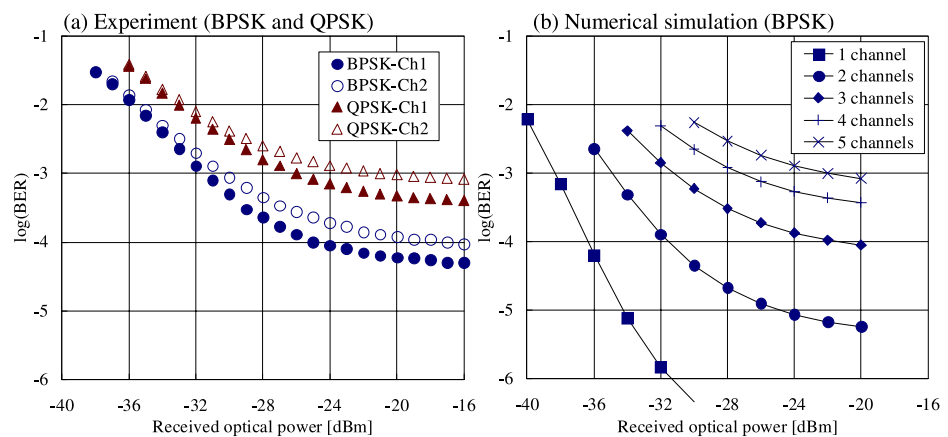 (a) Experiment (BPSK and QPSK)
-1
-2
-3
-4
-5
-6
log(BER)
BPSK-Ch1
BPSK-Ch2
QPSK-Ch1
QPSK-Ch2
-40 -36 -32 -28 -24 -20 -16
Received optical power [dBm]
(b) Numerical simulation (BPSK)
-1
-2
-3
-4
-5
-6
log(BER)
1 channel
2 channels
3 channels
4 channels
5 channels
-40 -36 -32 -28 -24 -20 -16
Received optical power [dBm]